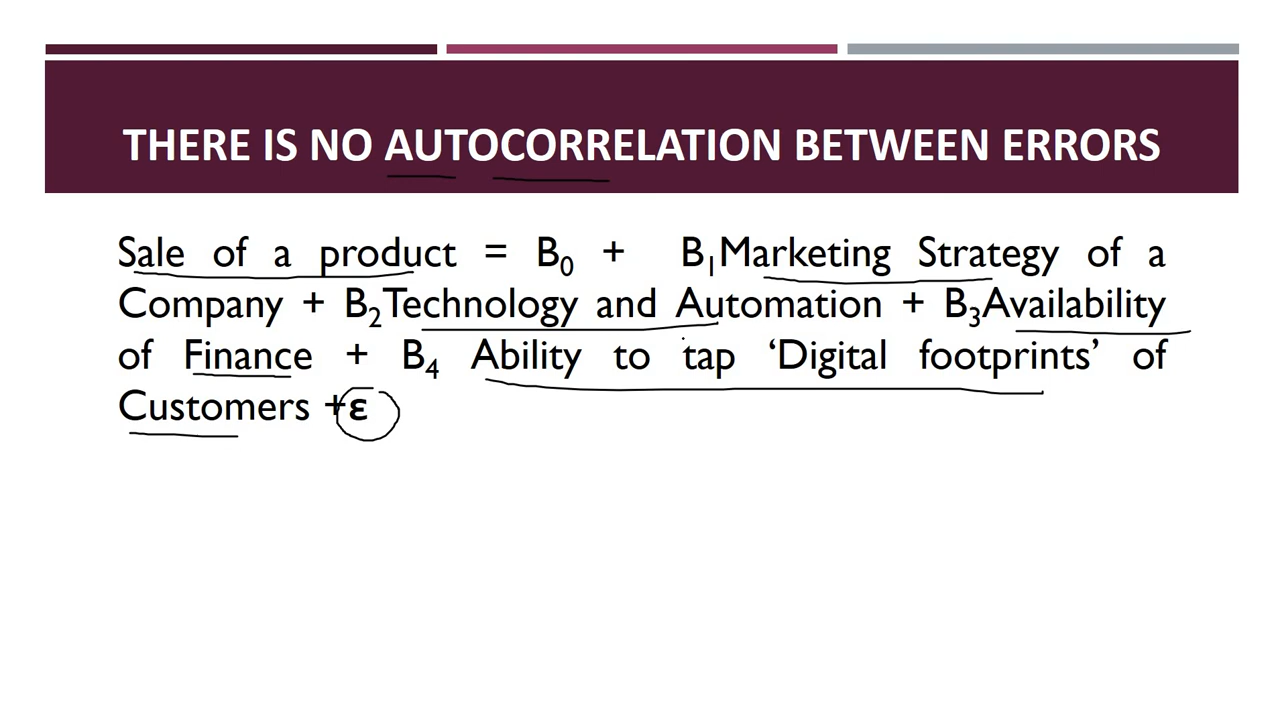 THERE IS NO AUTOCORRELATION BETWEEN ERRORS
Sale of a product = B₀ + B₁Marketing Strategy of a
Company + B₂Technology and Automation + B₃Availability
of Finance + B₄ Ability to tap ‘Digital footprints’ of
Customers +ε